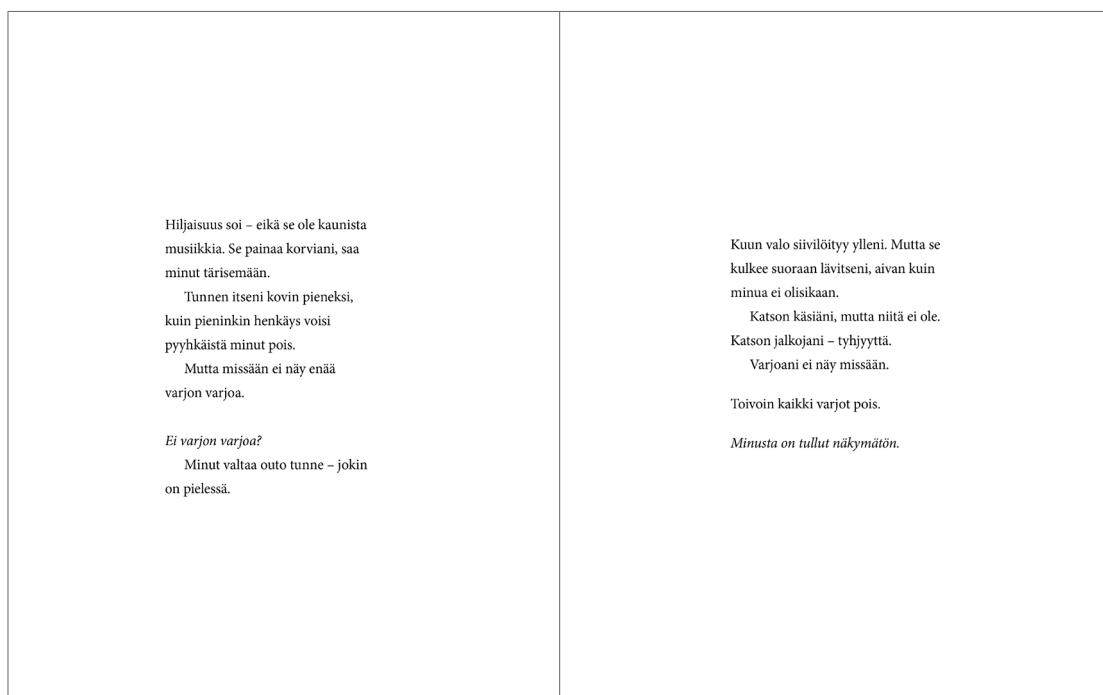 Hiljaisuus soi – eikä se ole kaunista
musiikkia. Se painaa korviani, saa
minut tärisemään.
Tunnen itseni kovin pieneksi,
kuin pieninkin henkäys voisi
pyyhkäistä minut pois.
Mutta missään ei näy enää
varjon varjoa.
Ei varjon varjoa?
Minut valtaa outo tunne – jokin
on pielessä.
Kuun valo siivilöityy ylleni. Mutta se
kulkee suoraan lävitseni, aivan kuin
minua ei olisikaan.
Katson käsiäni, mutta niitä ei ole.
Katson jalkojani – tyhjyyttä.
Varjoani ei näy missään.
Toivoin kaikki varjot pois.
Minusta on tullut näkymätön.